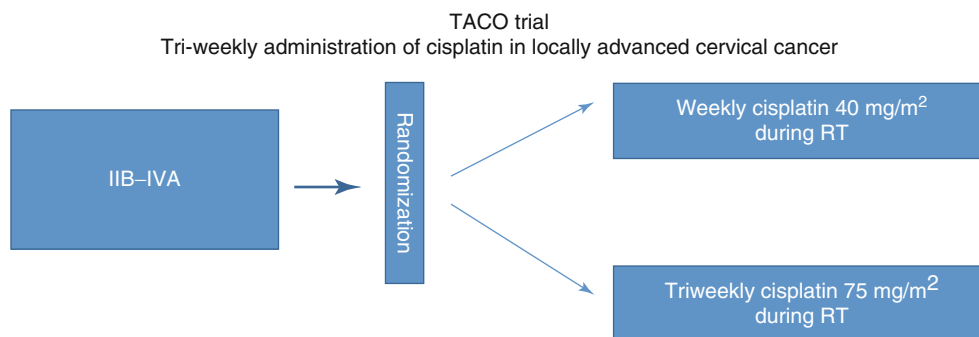 TACO trial
Tri-weekly administration of cisplatin in locally advanced cervical cancer
IIB–IVA
Randomization
Weekly cisplatin 40 mg/m²
during RT
Triweekly cisplatin 75 mg/m²
during RT